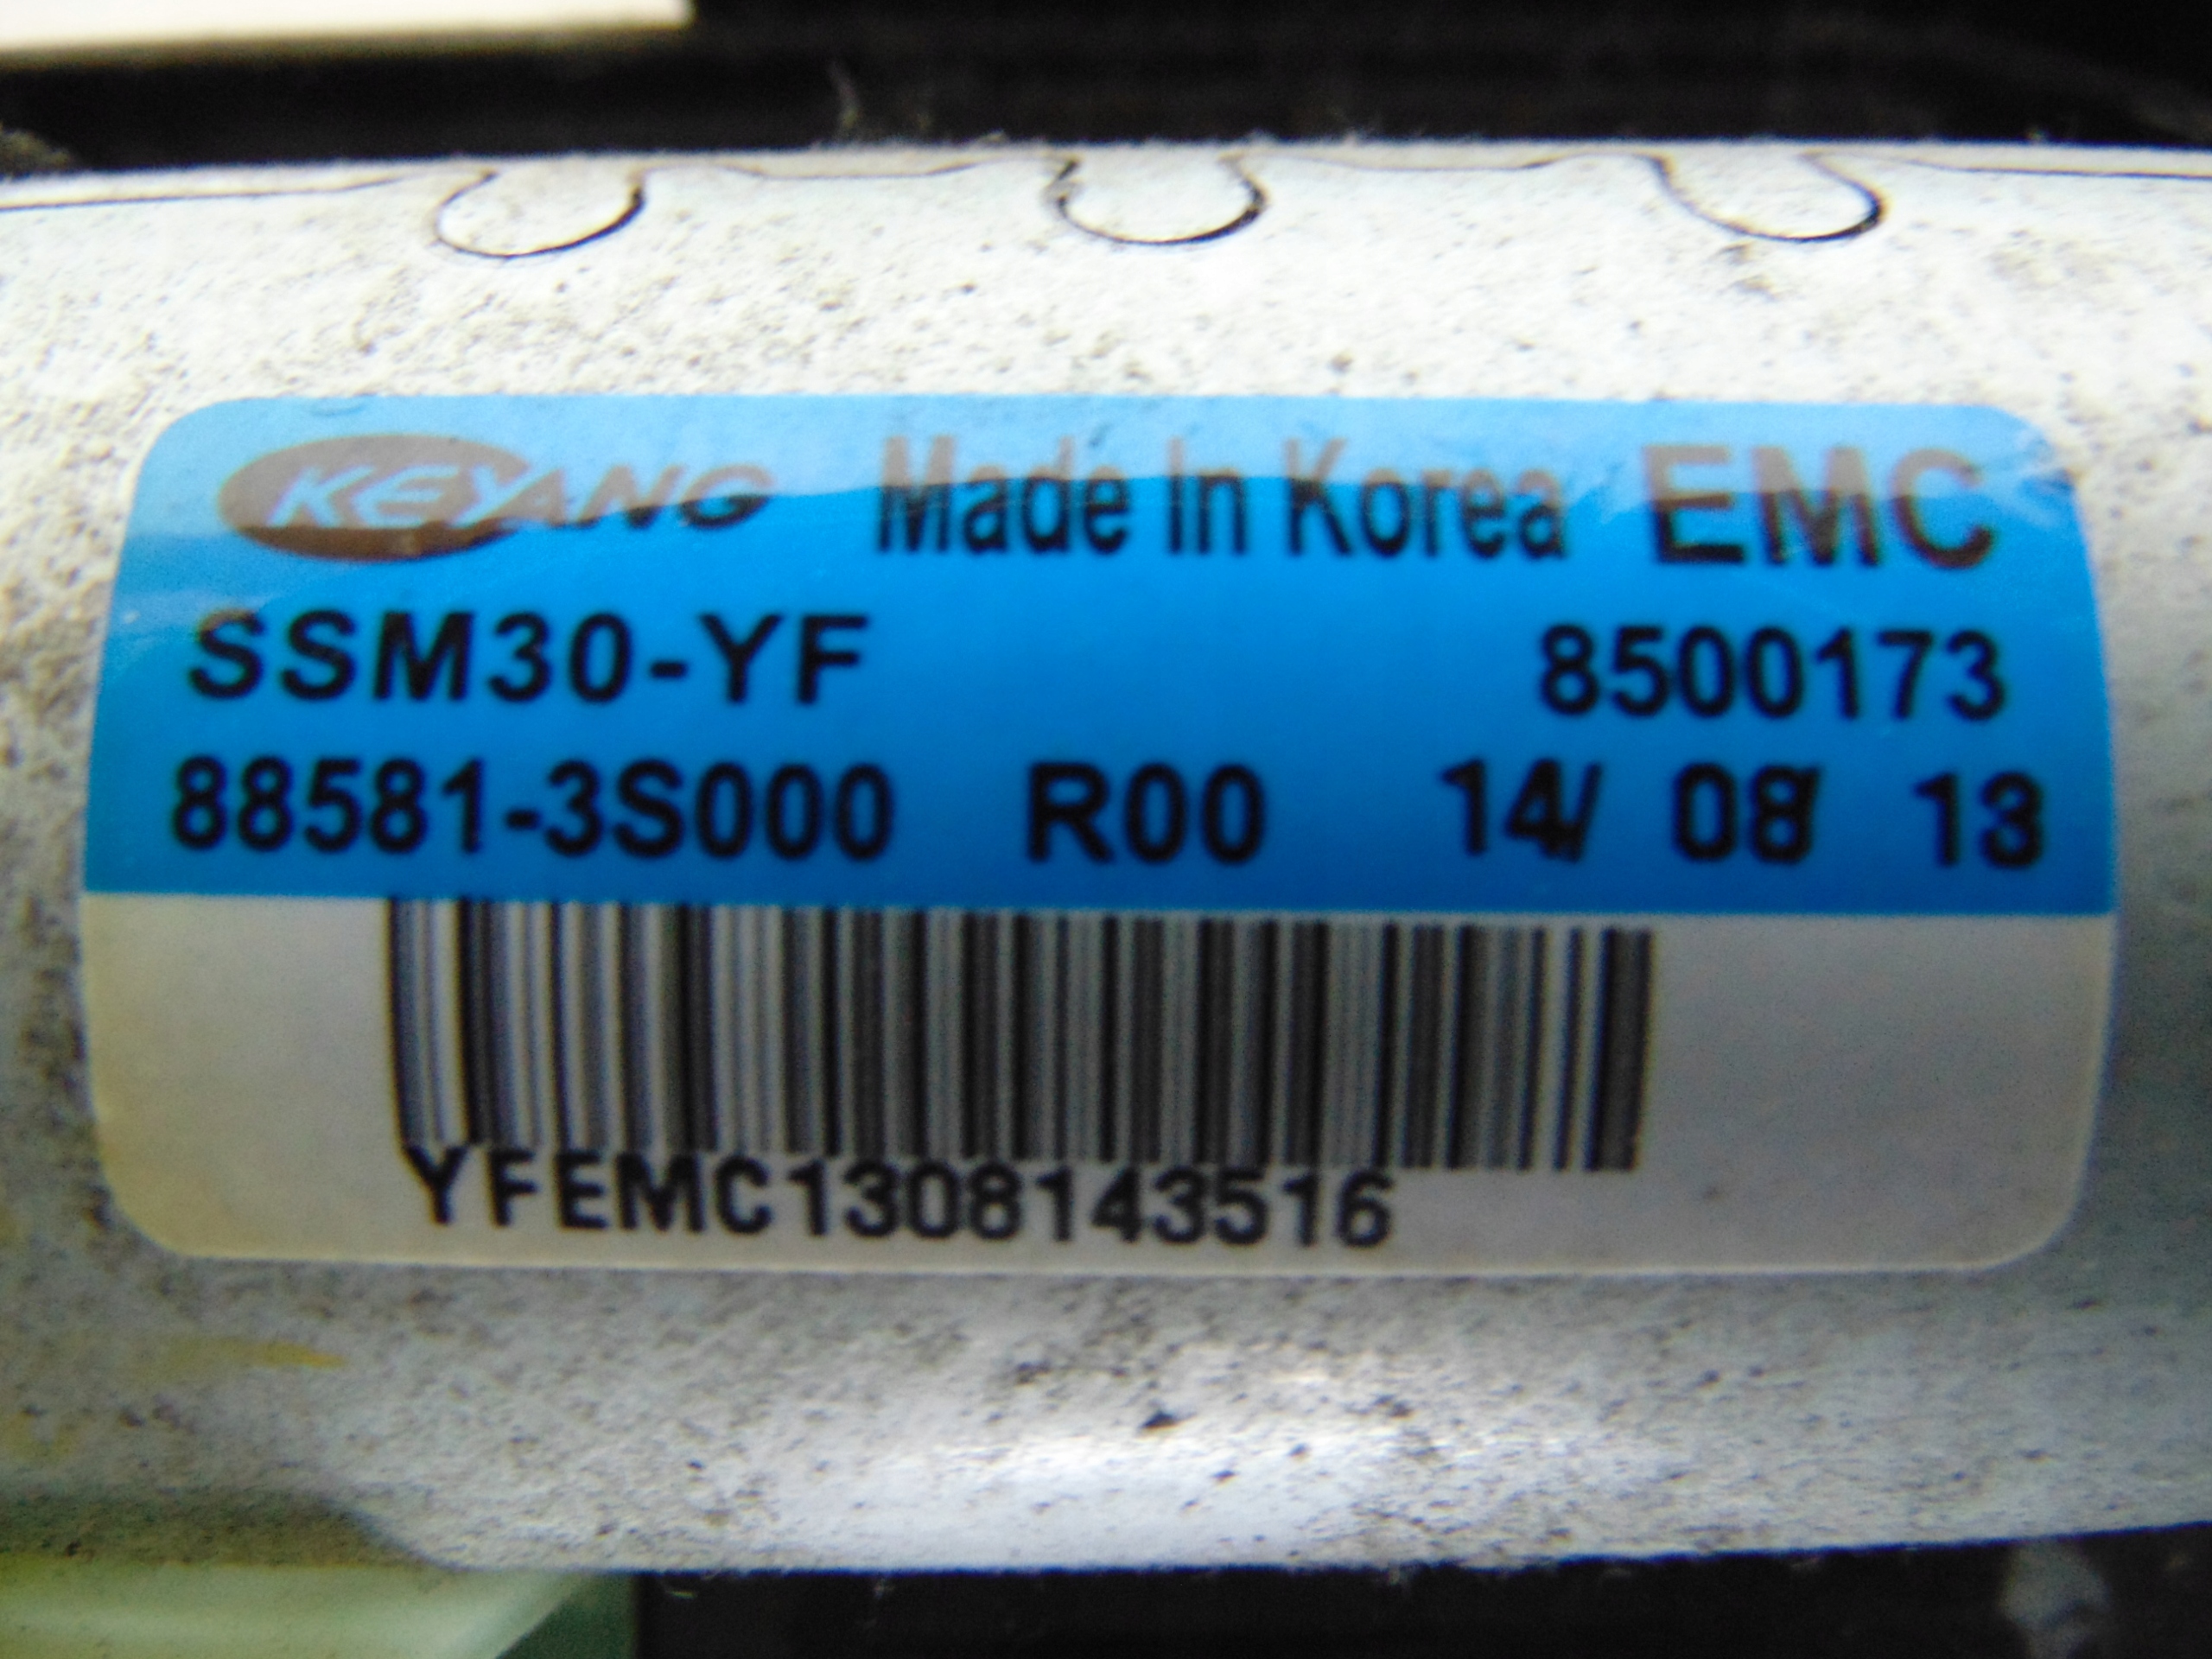 KEYANG Made In Korea EMC
SSM30-YF 8500173
88581-3S000 R00 14/ 08/ 13
YFEMC1308143516